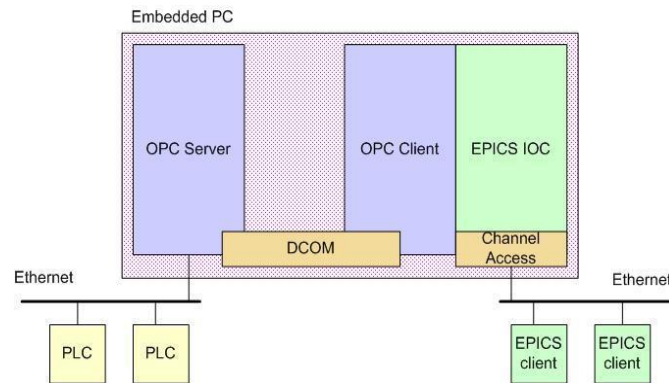 Embedded PC
OPC Server
OPC Client
EPICS IOC
DCOM
Channel
Access
Ethernet
Ethernet
PLC
PLC
EPICS
client
EPICS
client